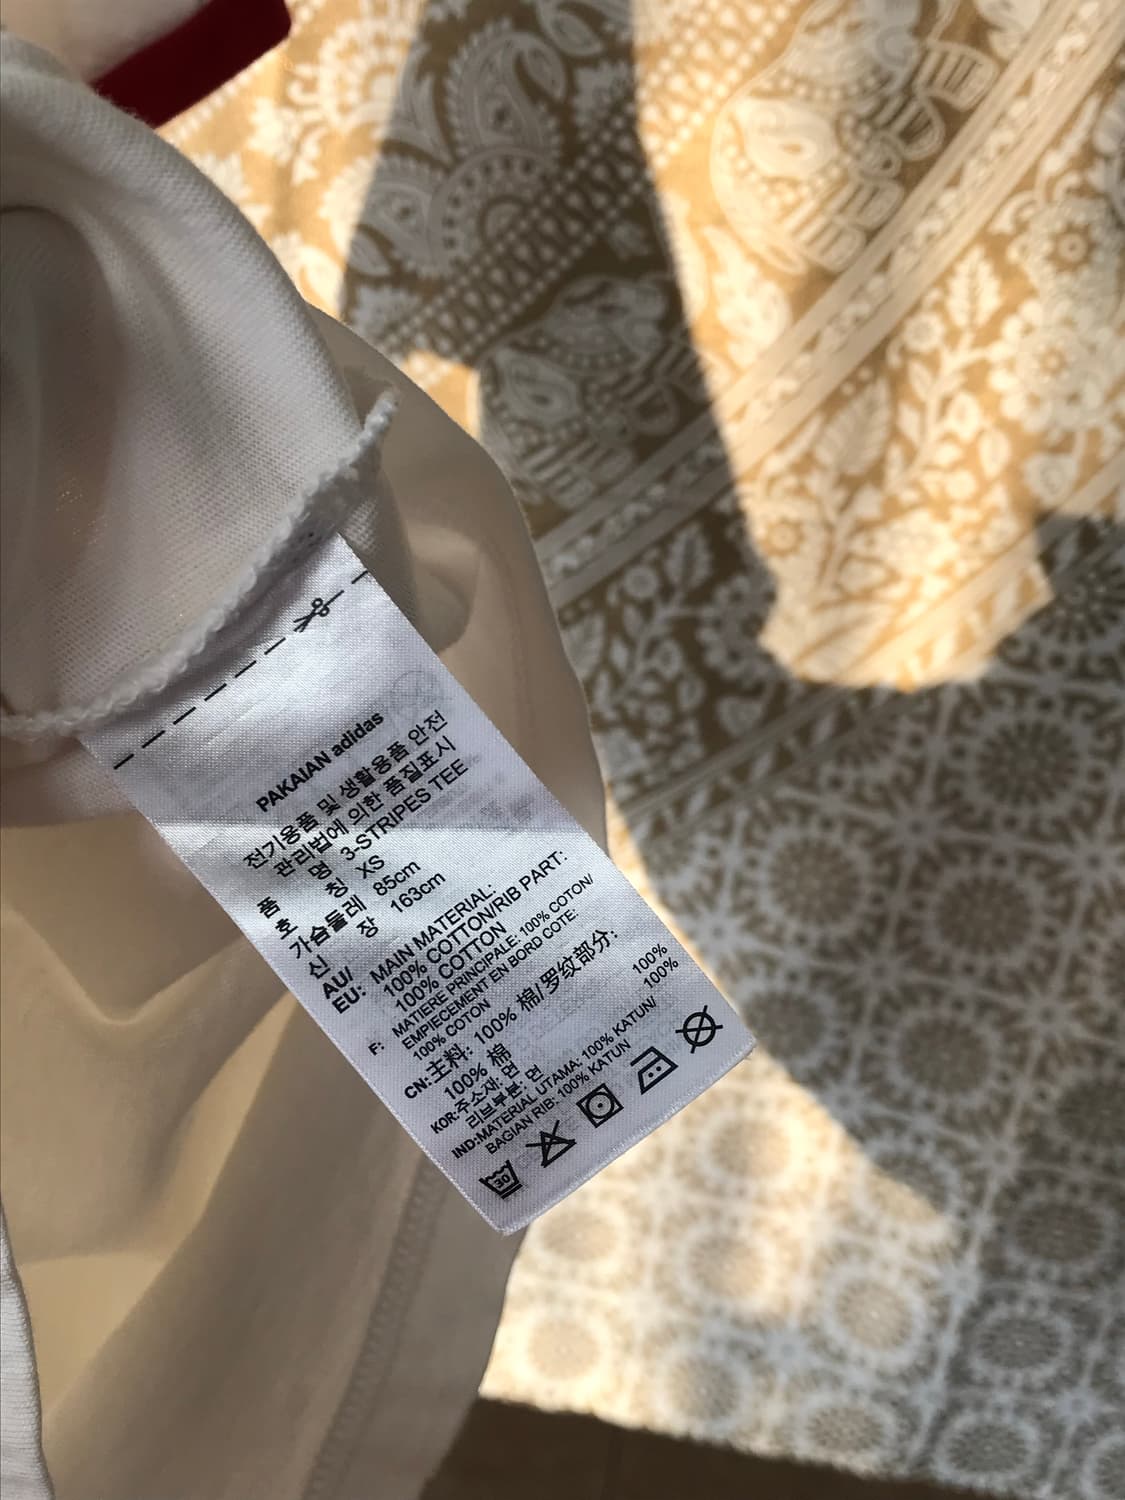 PAKAIAN adidas
전기용품 및 생활용품 안전
관리법에 의한 품질표시
품 명 3-STRIPES TEE
호 칭 XS
가슴둘레 85cm
신 장 163cm
AU/
EU: MAIN MATERIAL:
100% COTTON/RIB PART:
100% COTTON
F: MATIERE PRINCIPALE: 100% COTON/
EMPIECEMENT EN BORD COTE:
100% COTON
CN:主料: 100% 棉/罗纹部分:
100% 棉
KOR:주소재: 면 100%
리브부분: 면 100%
IND:MATERIAL UTAMA: 100% KATUN/
BAGIAN RIB: 100% KATUN
30